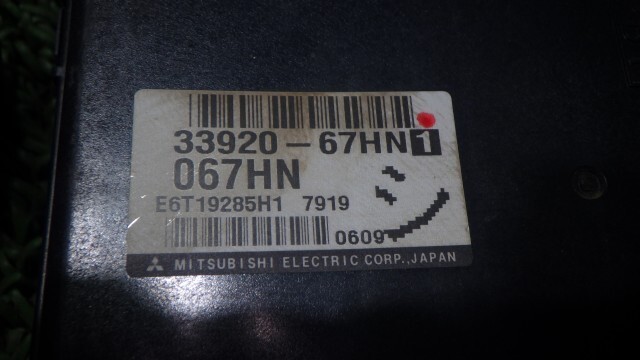 33920-67HN1
067HN
E6T19285H1 7919
0609
MITSUBISHI ELECTRIC CORP., JAPAN